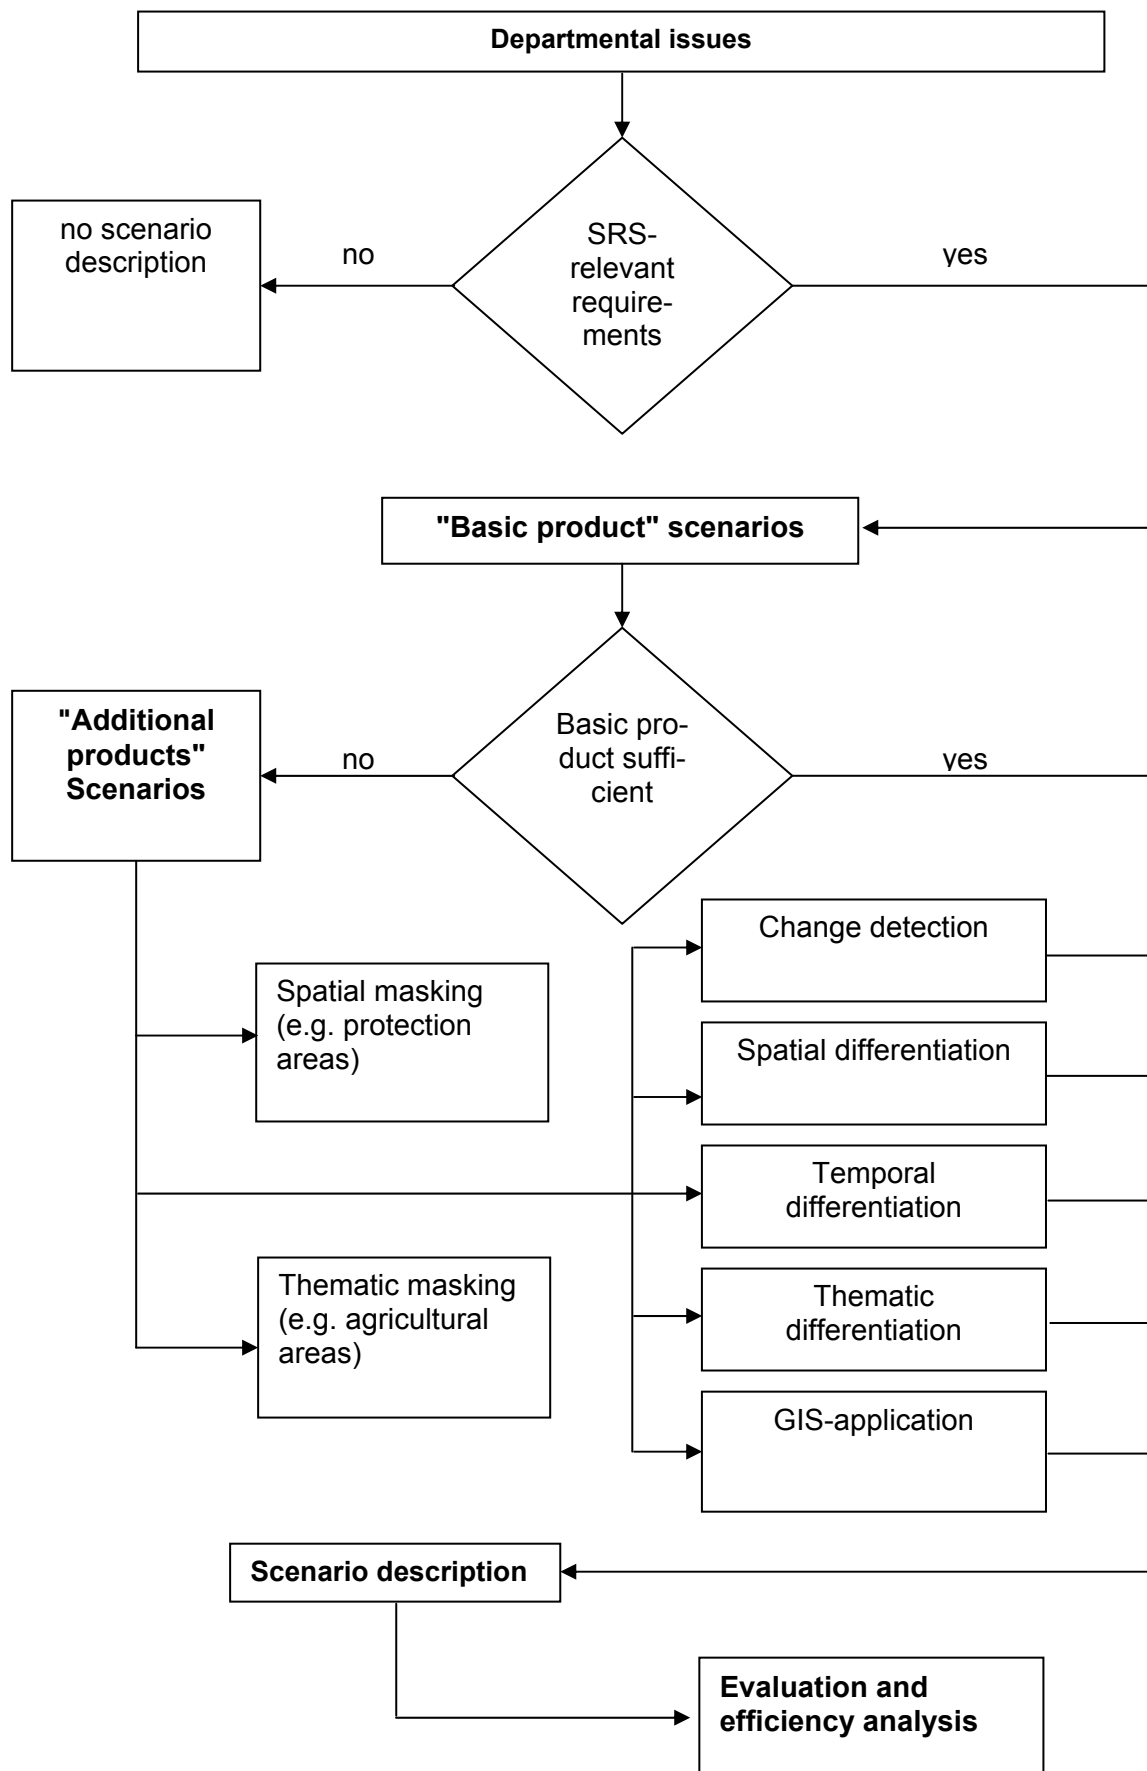 Departmental issues
no scenario
description
no
SRS-
relevant
require-
ments
yes
"Basic product" scenarios
"Additional
products"
Scenarios
no
Basic pro-
duct suffi-
cient
yes
Change detection
Spatial masking
(e.g. protection
areas)
Spatial differentiation
Temporal
differentiation
Thematic masking
(e.g. agricultural
areas)
Thematic
differentiation
GIS-application
Scenario description
Evaluation and
efficiency analysis